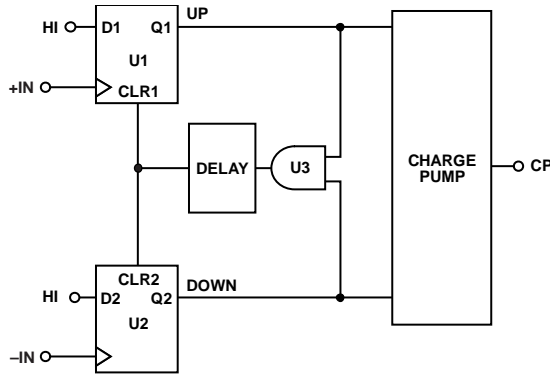 UP
HI
D1
Q1
U1
+IN
CLR1
DELAY
U3
CHARGE
PUMP
CP
CLR2
DOWN
HI
D2
Q2
U2
–IN